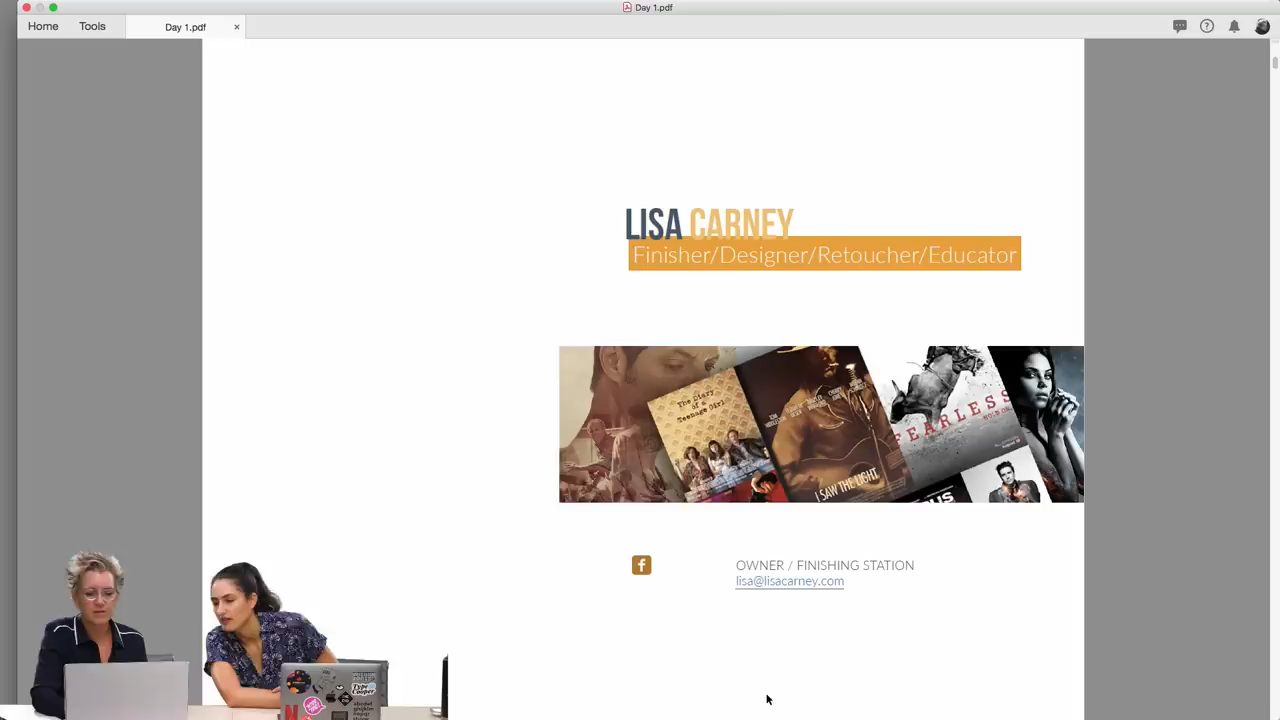 Day 1.pdf
Home
Tools
Day 1.pdf
×
LISA CARNEY
Finisher/Designer/Retoucher/Educator
The Diary
of a
Teenage Girl
I SAW THE LIGHT
FEARLESS
OWNER / FINISHING STATION
lisa@lisacarney.com